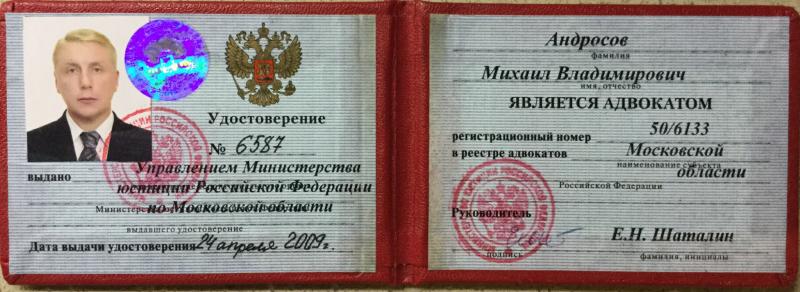 Удостоверение
№ 6587
выдано Управлением Министерства
юстиции Российской Федерации
по Московской области
выдавшего удостоверение
Дата выдачи удостоверения 24 апреля 2009г.
Андросов
фамилия
Михаил Владимирович
имя, отчество
ЯВЛЯЕТСЯ АДВОКАТОМ
регистрационный номер 50/6133
в реестре адвокатов Московской
наименование субъекта
области
Российской Федерации
Руководитель
подпись
Е.Н. Шаталин
фамилия, инициалы